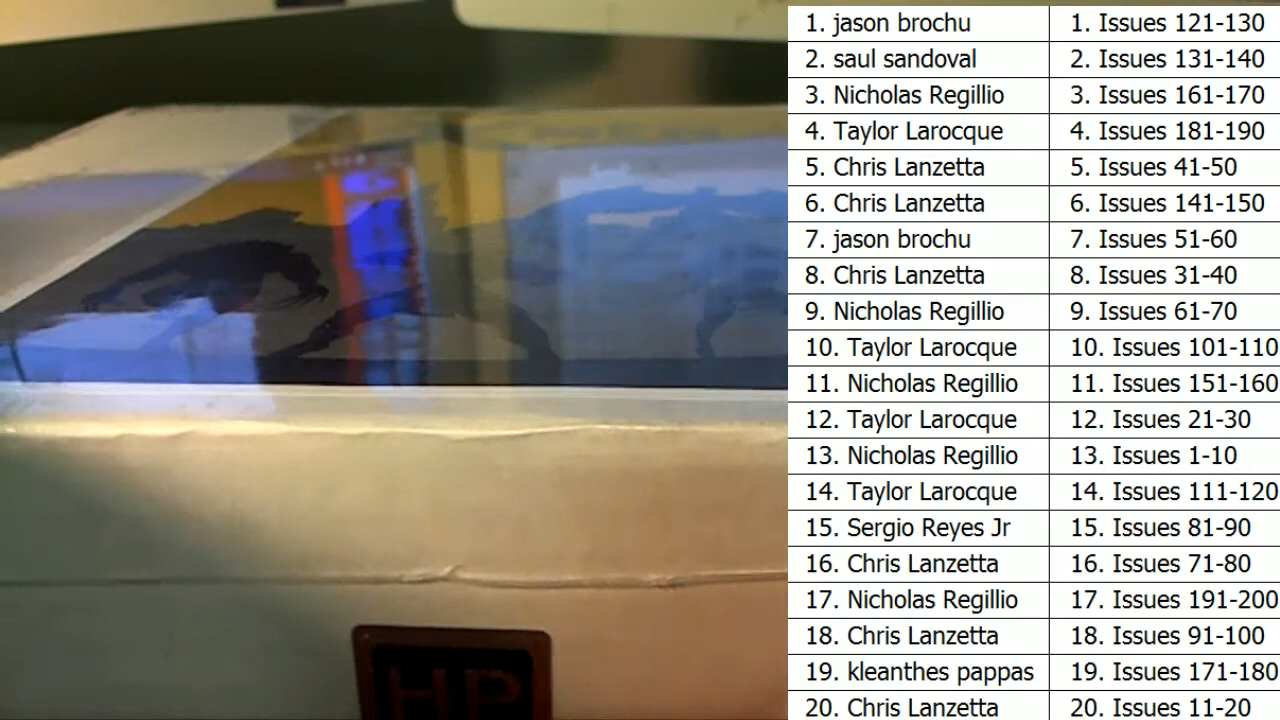 1. jason brochu 1. Issues 121-130
2. saul sandoval 2. Issues 131-140
3. Nicholas Regillio 3. Issues 161-170
4. Taylor Larocque 4. Issues 181-190
5. Chris Lanzetta 5. Issues 41-50
6. Chris Lanzetta 6. Issues 141-150
7. jason brochu 7. Issues 51-60
8. Chris Lanzetta 8. Issues 31-40
9. Nicholas Regillio 9. Issues 61-70
10. Taylor Larocque 10. Issues 101-110
11. Nicholas Regillio 11. Issues 151-160
12. Taylor Larocque 12. Issues 21-30
13. Nicholas Regillio 13. Issues 1-10
14. Taylor Larocque 14. Issues 111-120
15. Sergio Reyes Jr 15. Issues 81-90
16. Chris Lanzetta 16. Issues 71-80
17. Nicholas Regillio 17. Issues 191-200
18. Chris Lanzetta 18. Issues 91-100
19. kleanthes pappas 19. Issues 171-180
20. Chris Lanzetta 20. Issues 11-20
HP